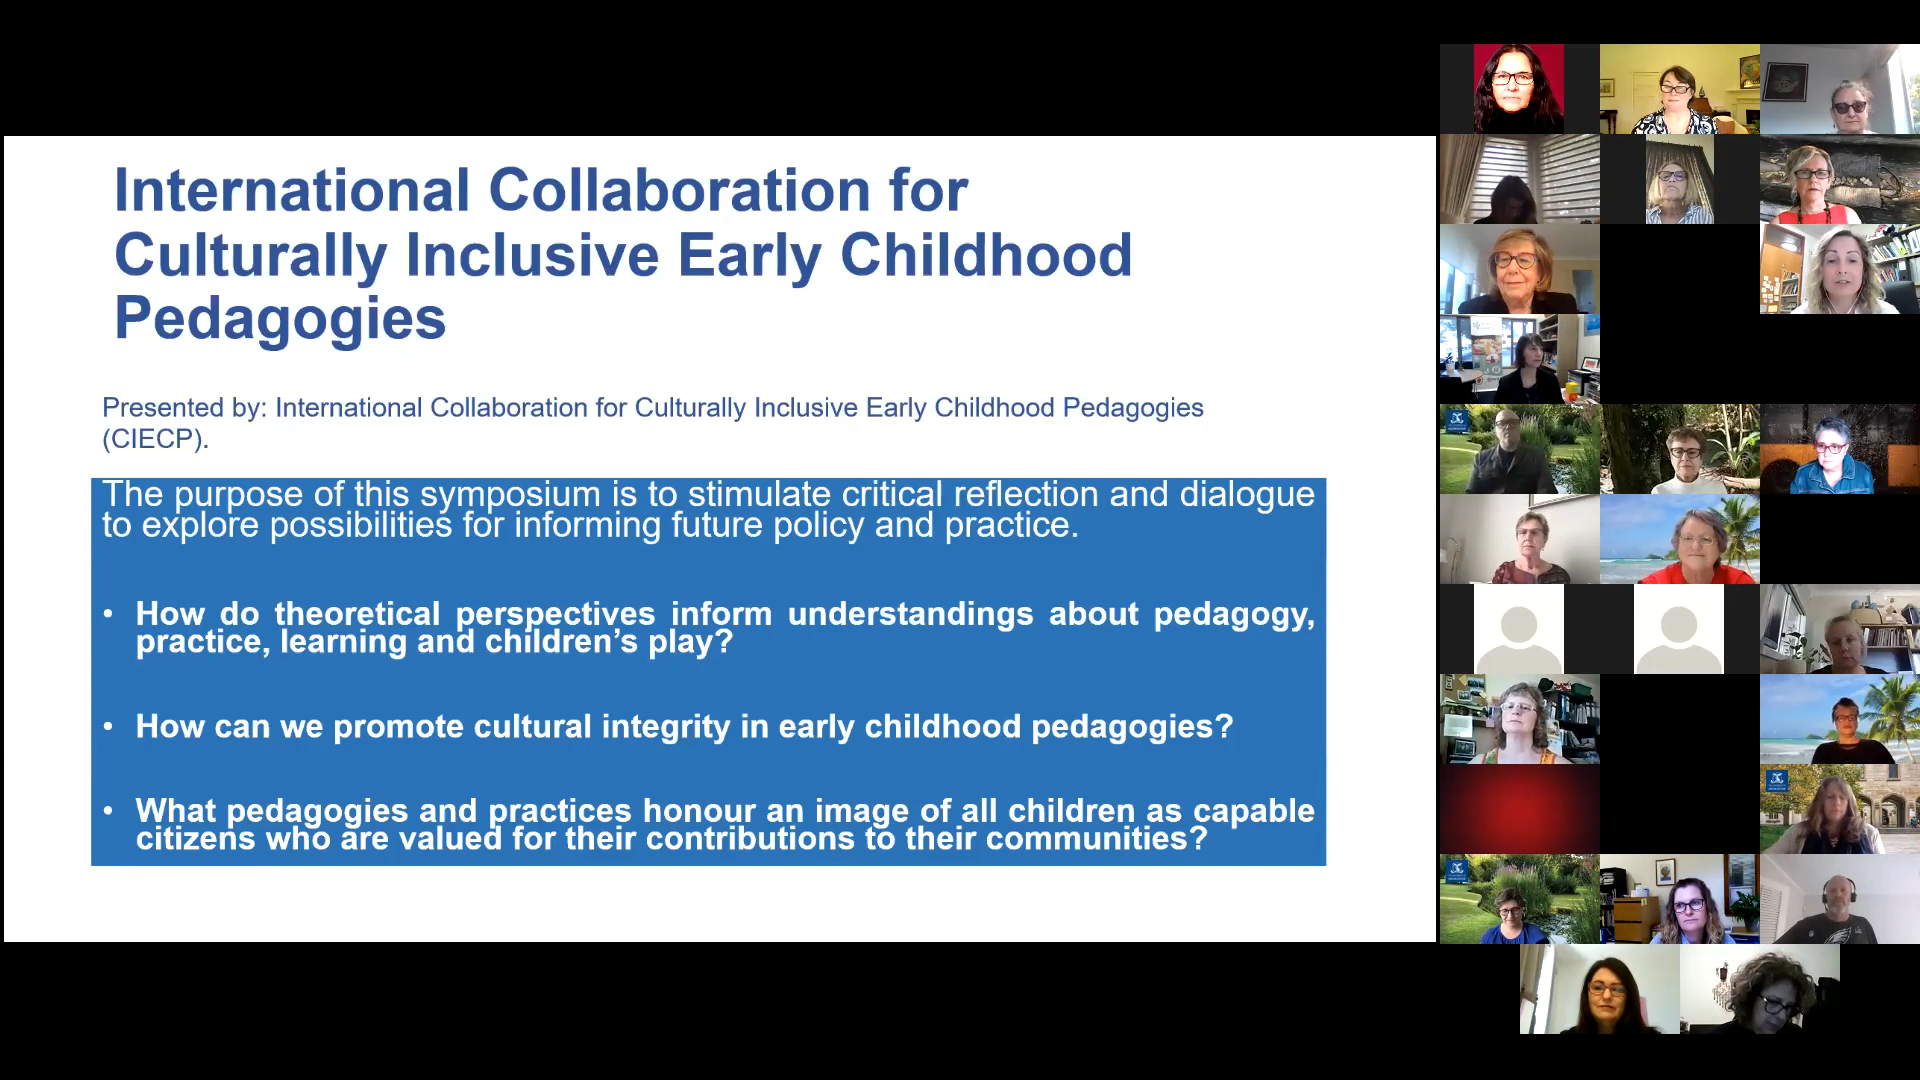 International Collaboration for
Culturally Inclusive Early Childhood
Pedagogies
Presented by: International Collaboration for Culturally Inclusive Early Childhood Pedagogies
(CIECP).
The purpose of this symposium is to stimulate critical reflection and dialogue
to explore possibilities for informing future policy and practice.
• How do theoretical perspectives inform understandings about pedagogy,
practice, learning and children’s play?
• How can we promote cultural integrity in early childhood pedagogies?
• What pedagogies and practices honour an image of all children as capable
citizens who are valued for their contributions to their communities?